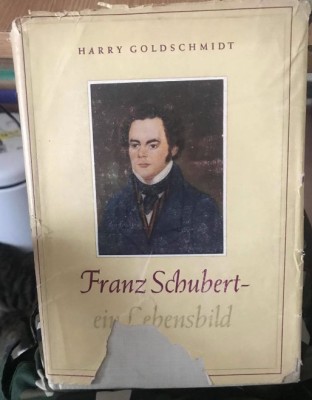 HARRY GOLDSCHMIDT
Franz Schubert-
ein Lebensbild